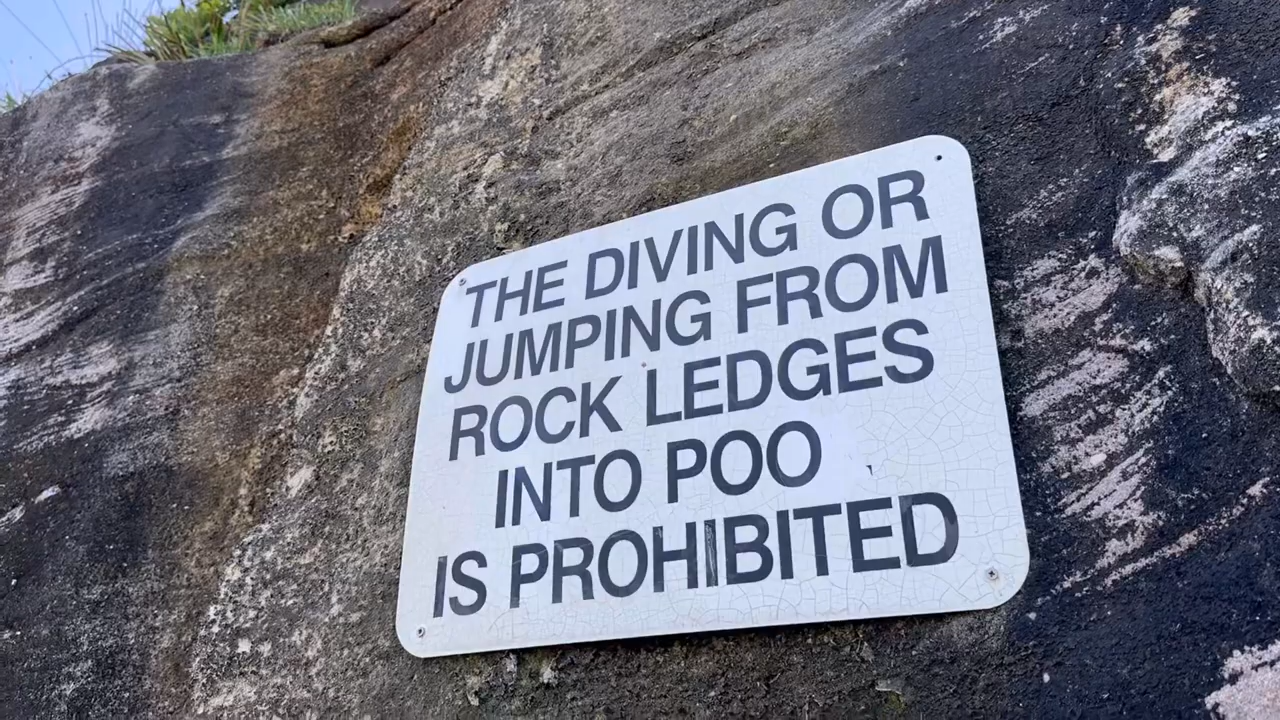 THE DIVING OR
JUMPING FROM
ROCK LEDGES
INTO POO
IS PROHIBITED